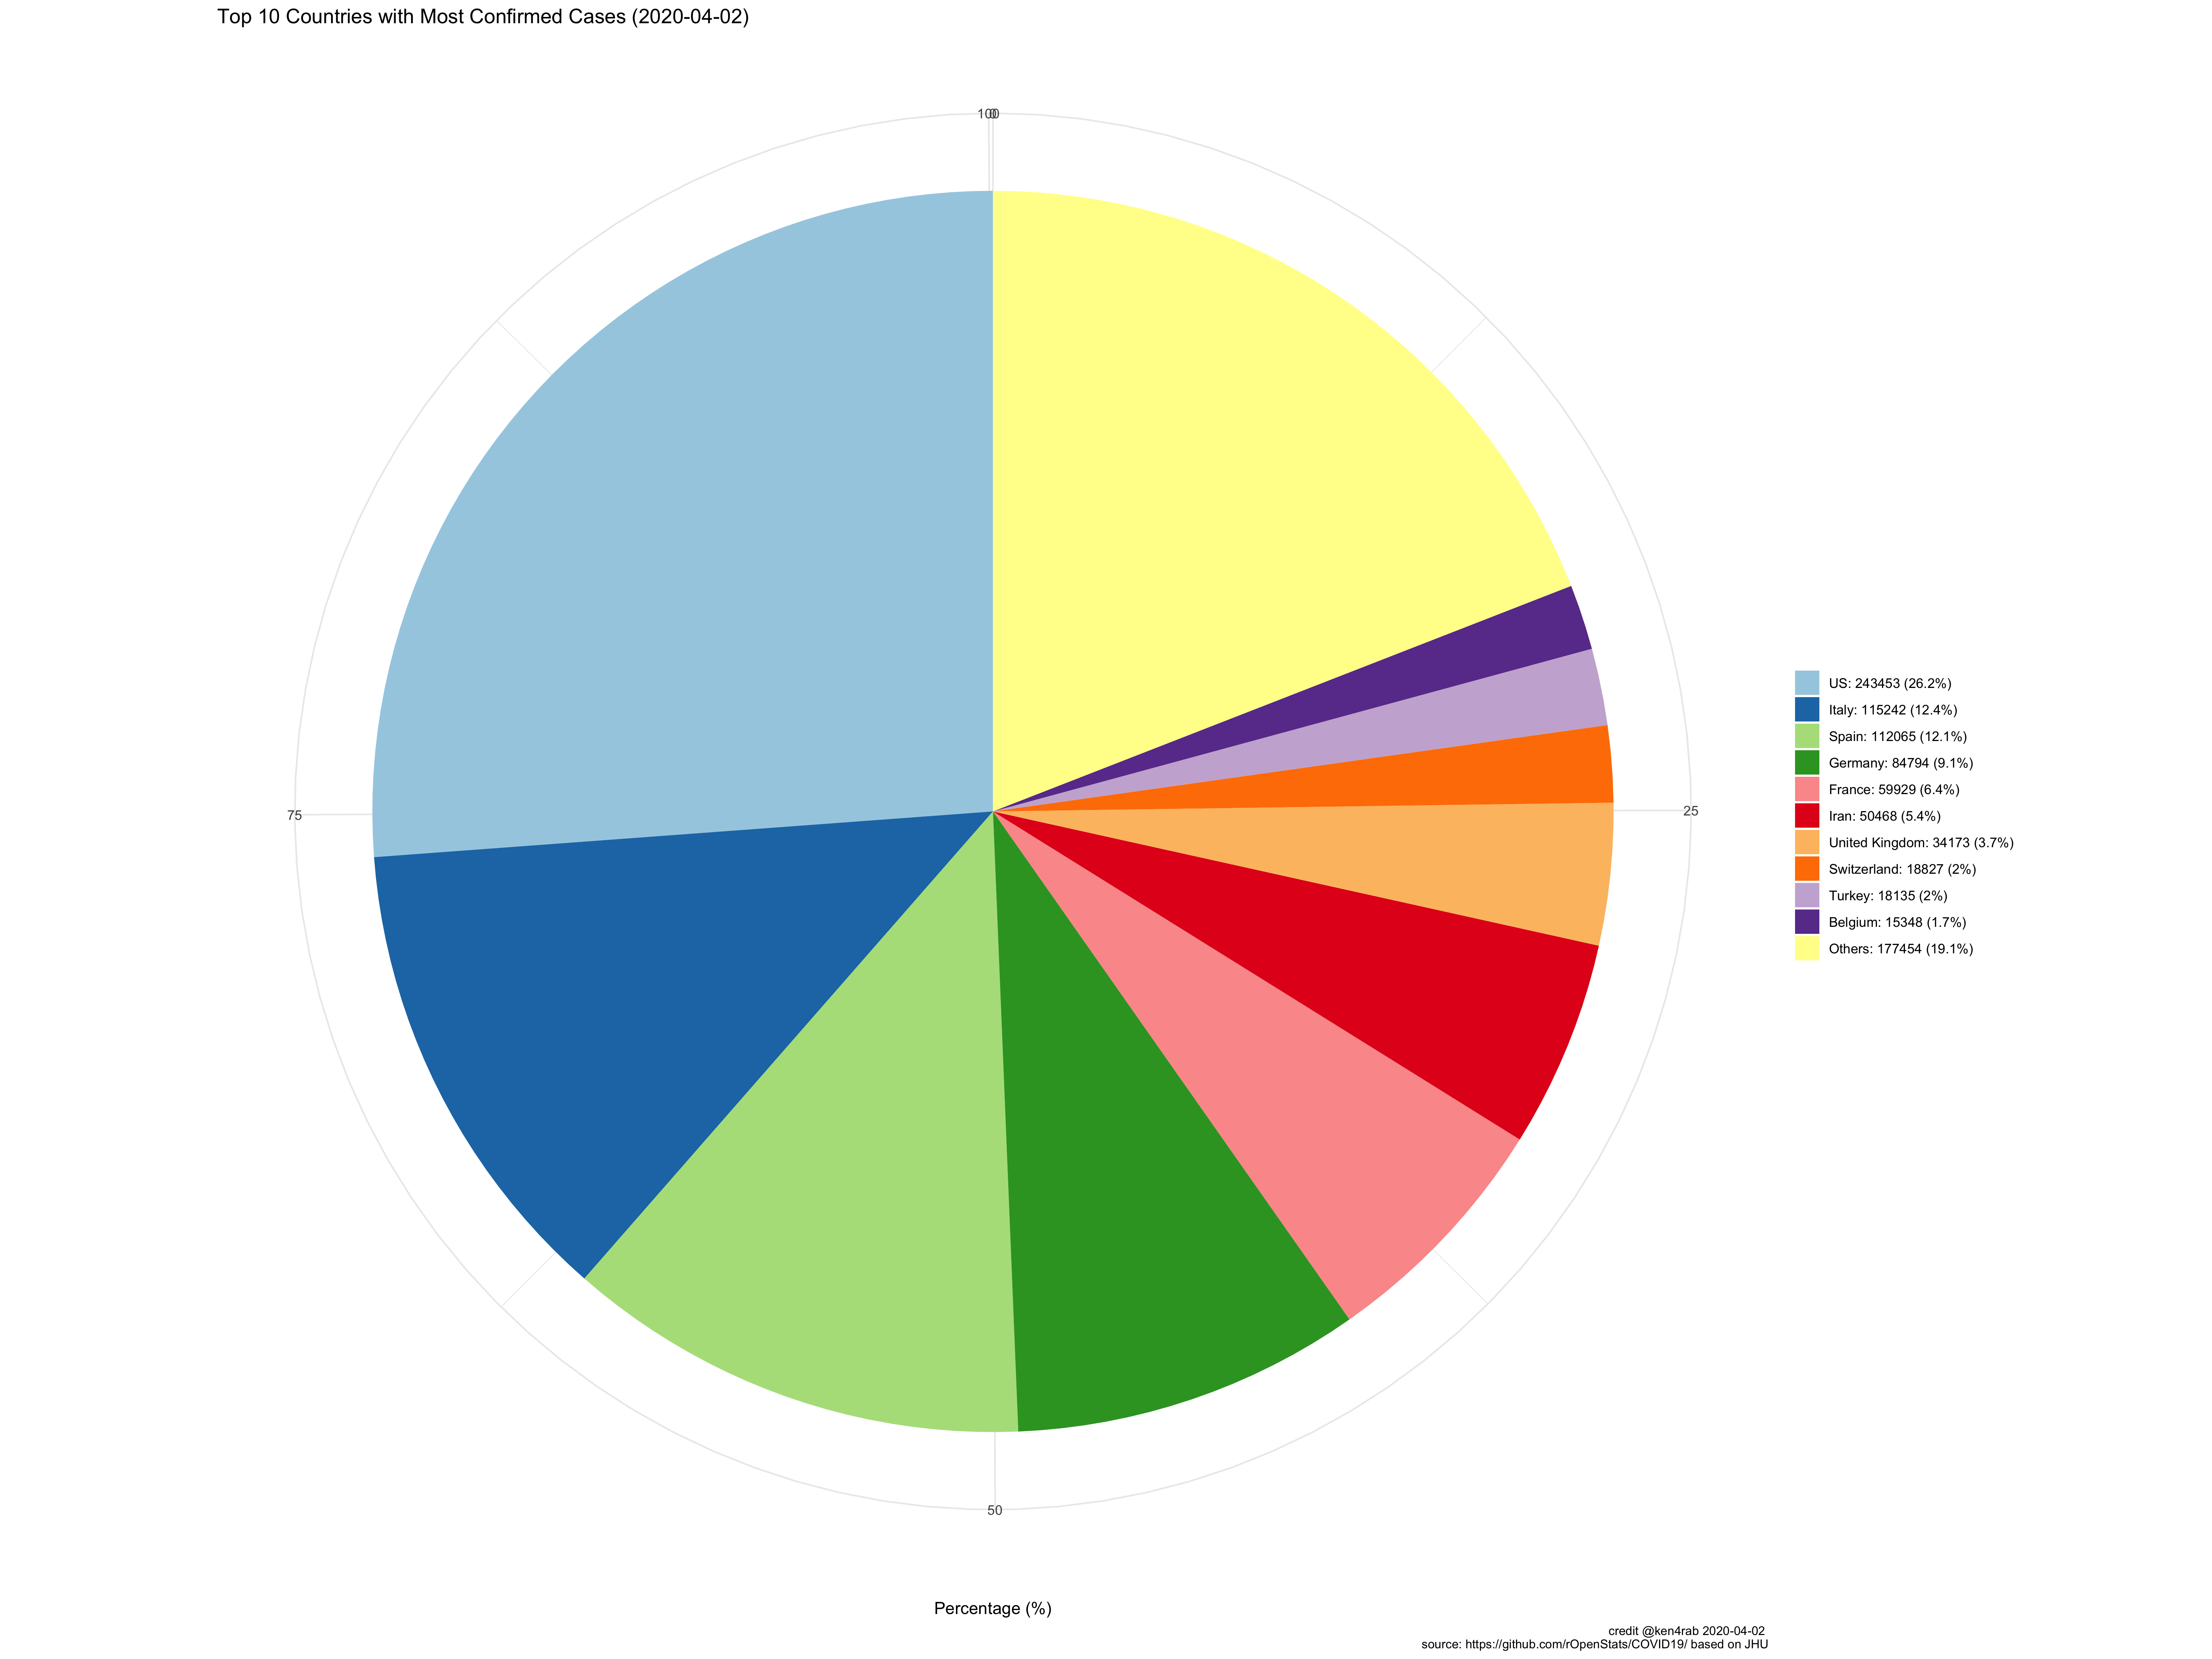 Top 10 Countries with Most Confirmed Cases (2020-04-02)
100
0
75
25
50
US: 243453 (26.2%)
Italy: 115242 (12.4%)
Spain: 112065 (12.1%)
Germany: 84794 (9.1%)
France: 59929 (6.4%)
Iran: 50468 (5.4%)
United Kingdom: 34173 (3.7%)
Switzerland: 18827 (2%)
Turkey: 18135 (2%)
Belgium: 15348 (1.7%)
Others: 177454 (19.1%)
Percentage (%)
credit @ken4rab 2020-04-02
source: https://github.com/rOpenStats/COVID19/ based on JHU